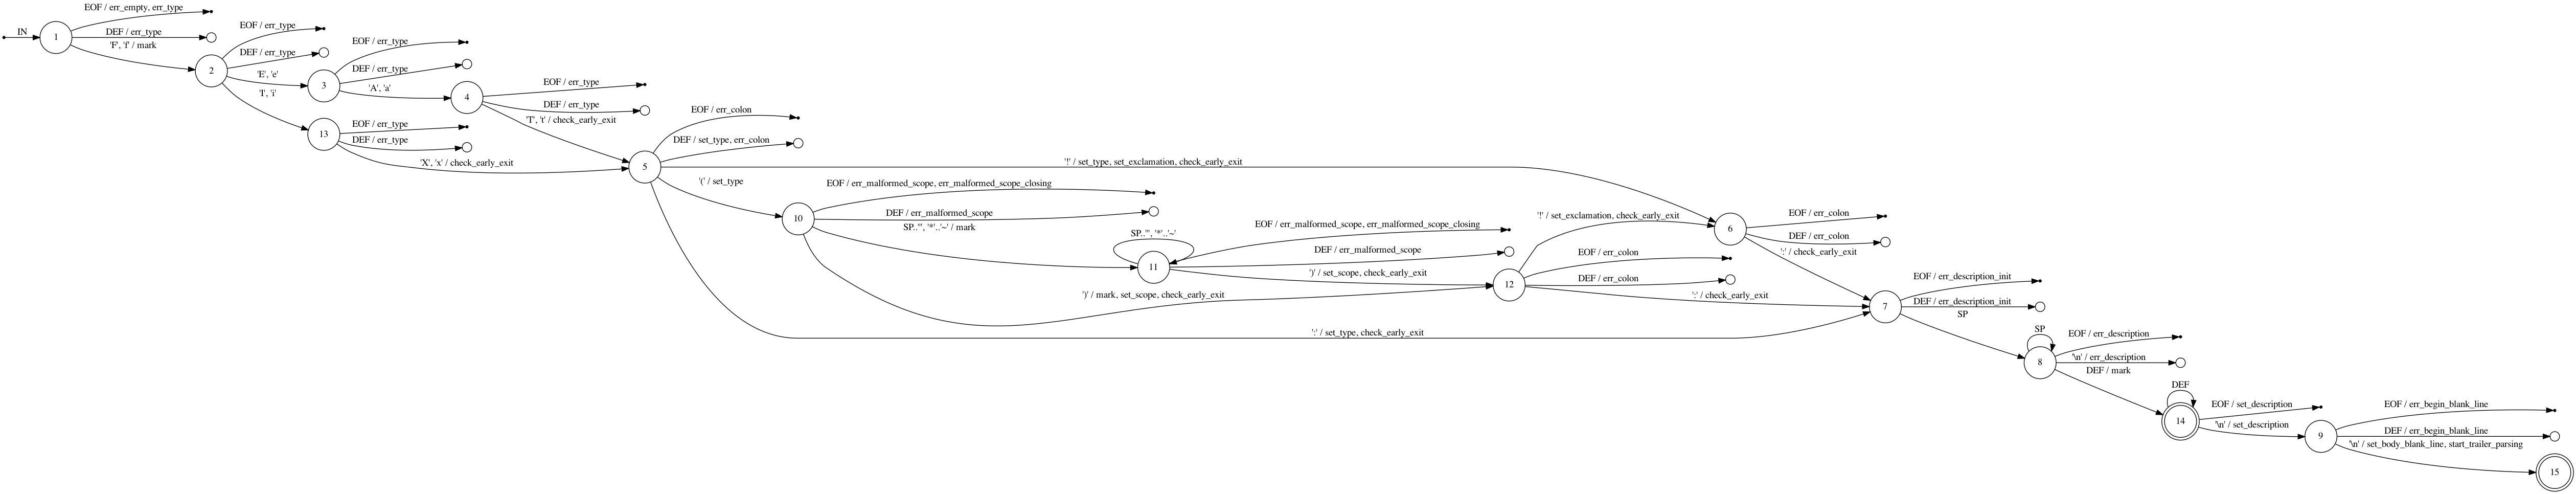 IN
1
EOF / err_empty, err_type
DEF / err_type
'F', 'f' / mark
2
EOF / err_type
DEF / err_type
'E', 'e'
'I', 'i'
3
EOF / err_type
DEF / err_type
'A', 'a'
4
EOF / err_type
DEF / err_type
'T', 't' / check_early_exit
13
EOF / err_type
DEF / err_type
'X', 'x' / check_early_exit
5
EOF / err_colon
DEF / set_type, err_colon
'!' / set_type, set_exclamation, check_early_exit
'(' / set_type
':' / set_type, check_early_exit
10
EOF / err_malformed_scope, err_malformed_scope_closing
DEF / err_malformed_scope
SP..''', '*'..'~' / mark
')' / mark, set_scope, check_early_exit
SP..''', '*'..'~'
11
EOF / err_malformed_scope, err_malformed_scope_closing
DEF / err_malformed_scope
')' / set_scope, check_early_exit
12
'!' / set_exclamation, check_early_exit
EOF / err_colon
DEF / err_colon
':' / check_early_exit
6
EOF / err_colon
DEF / err_colon
':' / check_early_exit
7
EOF / err_description_init
DEF / err_description_init
SP
SP
8
EOF / err_description
'\n' / err_description
DEF / mark
DEF
14
EOF / set_description
'\n' / set_description
9
EOF / err_begin_blank_line
DEF / err_begin_blank_line
'\n' / set_body_blank_line, start_trailer_parsing
15